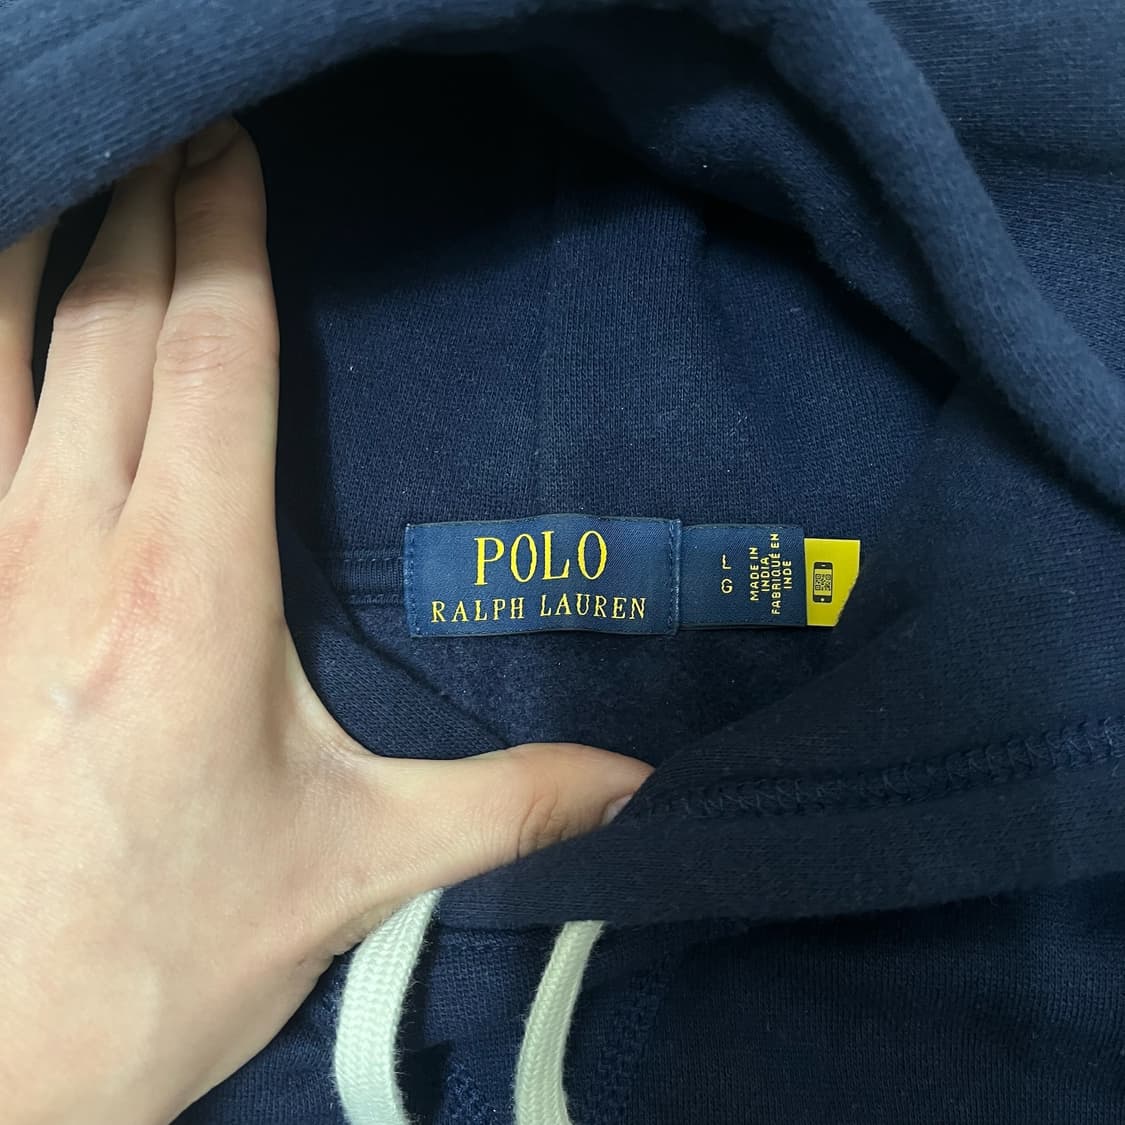 POLO
RALPH LAUREN
L
G
MADE IN
INDIA
FABRIQUÉ EN
INDE